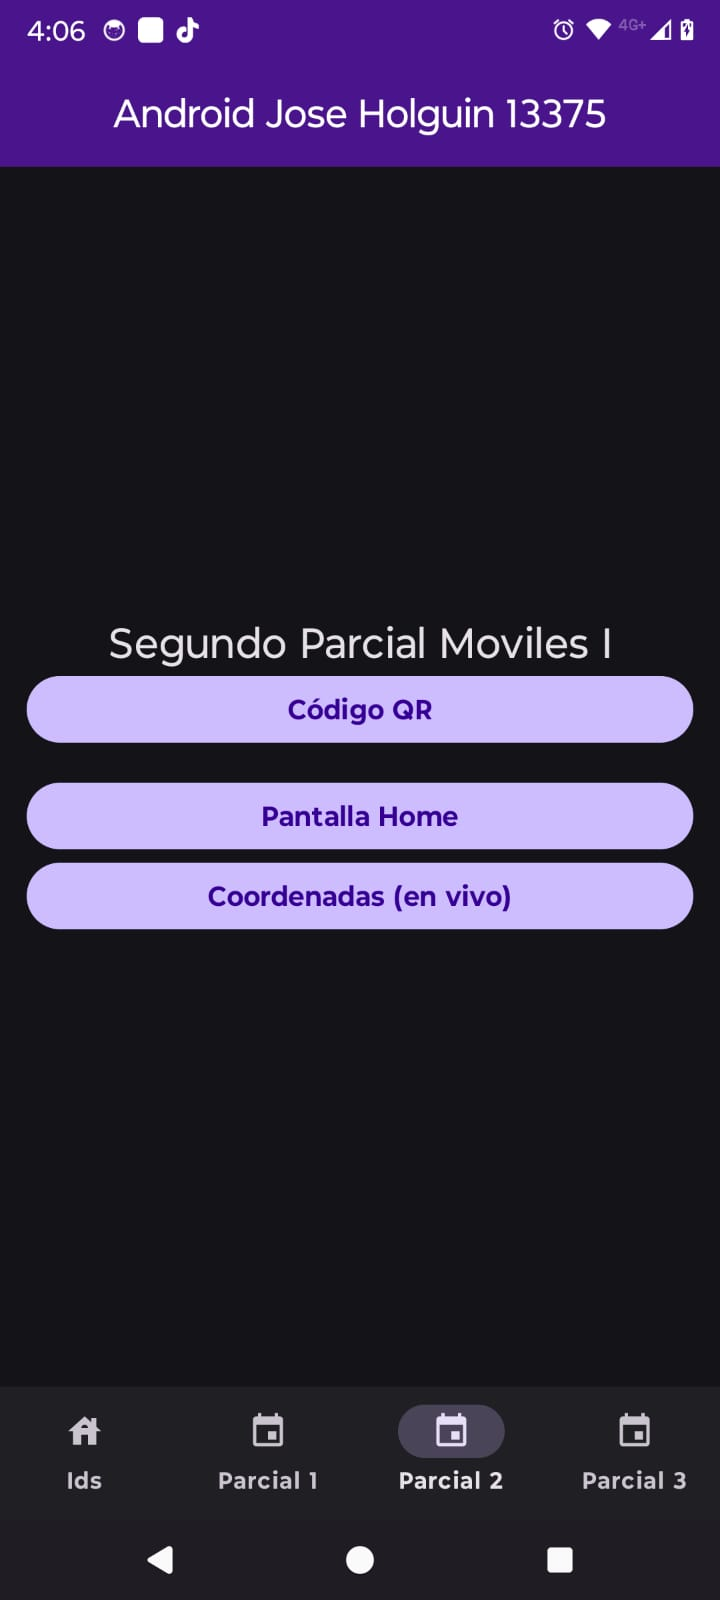 4:06 4G+
Android Jose Holguin 13375
Segundo Parcial Moviles I
Código QR
Pantalla Home
Coordenadas (en vivo)
Ids Parcial 1 Parcial 2 Parcial 3